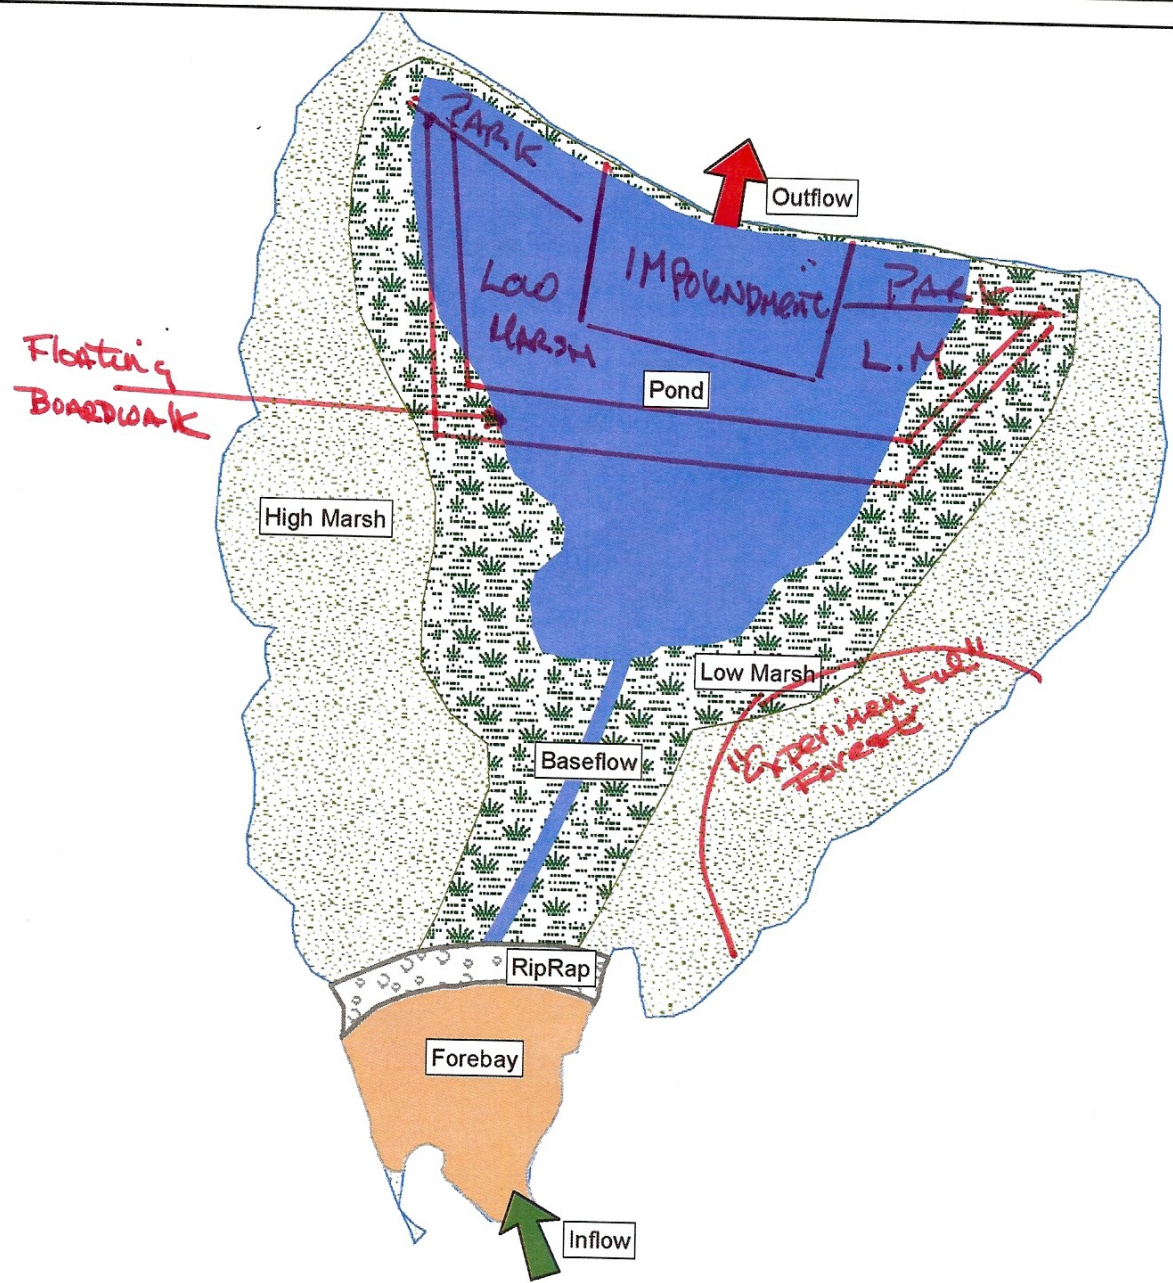 PARK
Outflow
IMPOUNDMENT
PARK
LOW
MARSH
L.M
Floating
BOARDWALK
Pond
High Marsh
Low Marsh
"Experimental"
Forest
Baseflow
RipRap
Forebay
Inflow